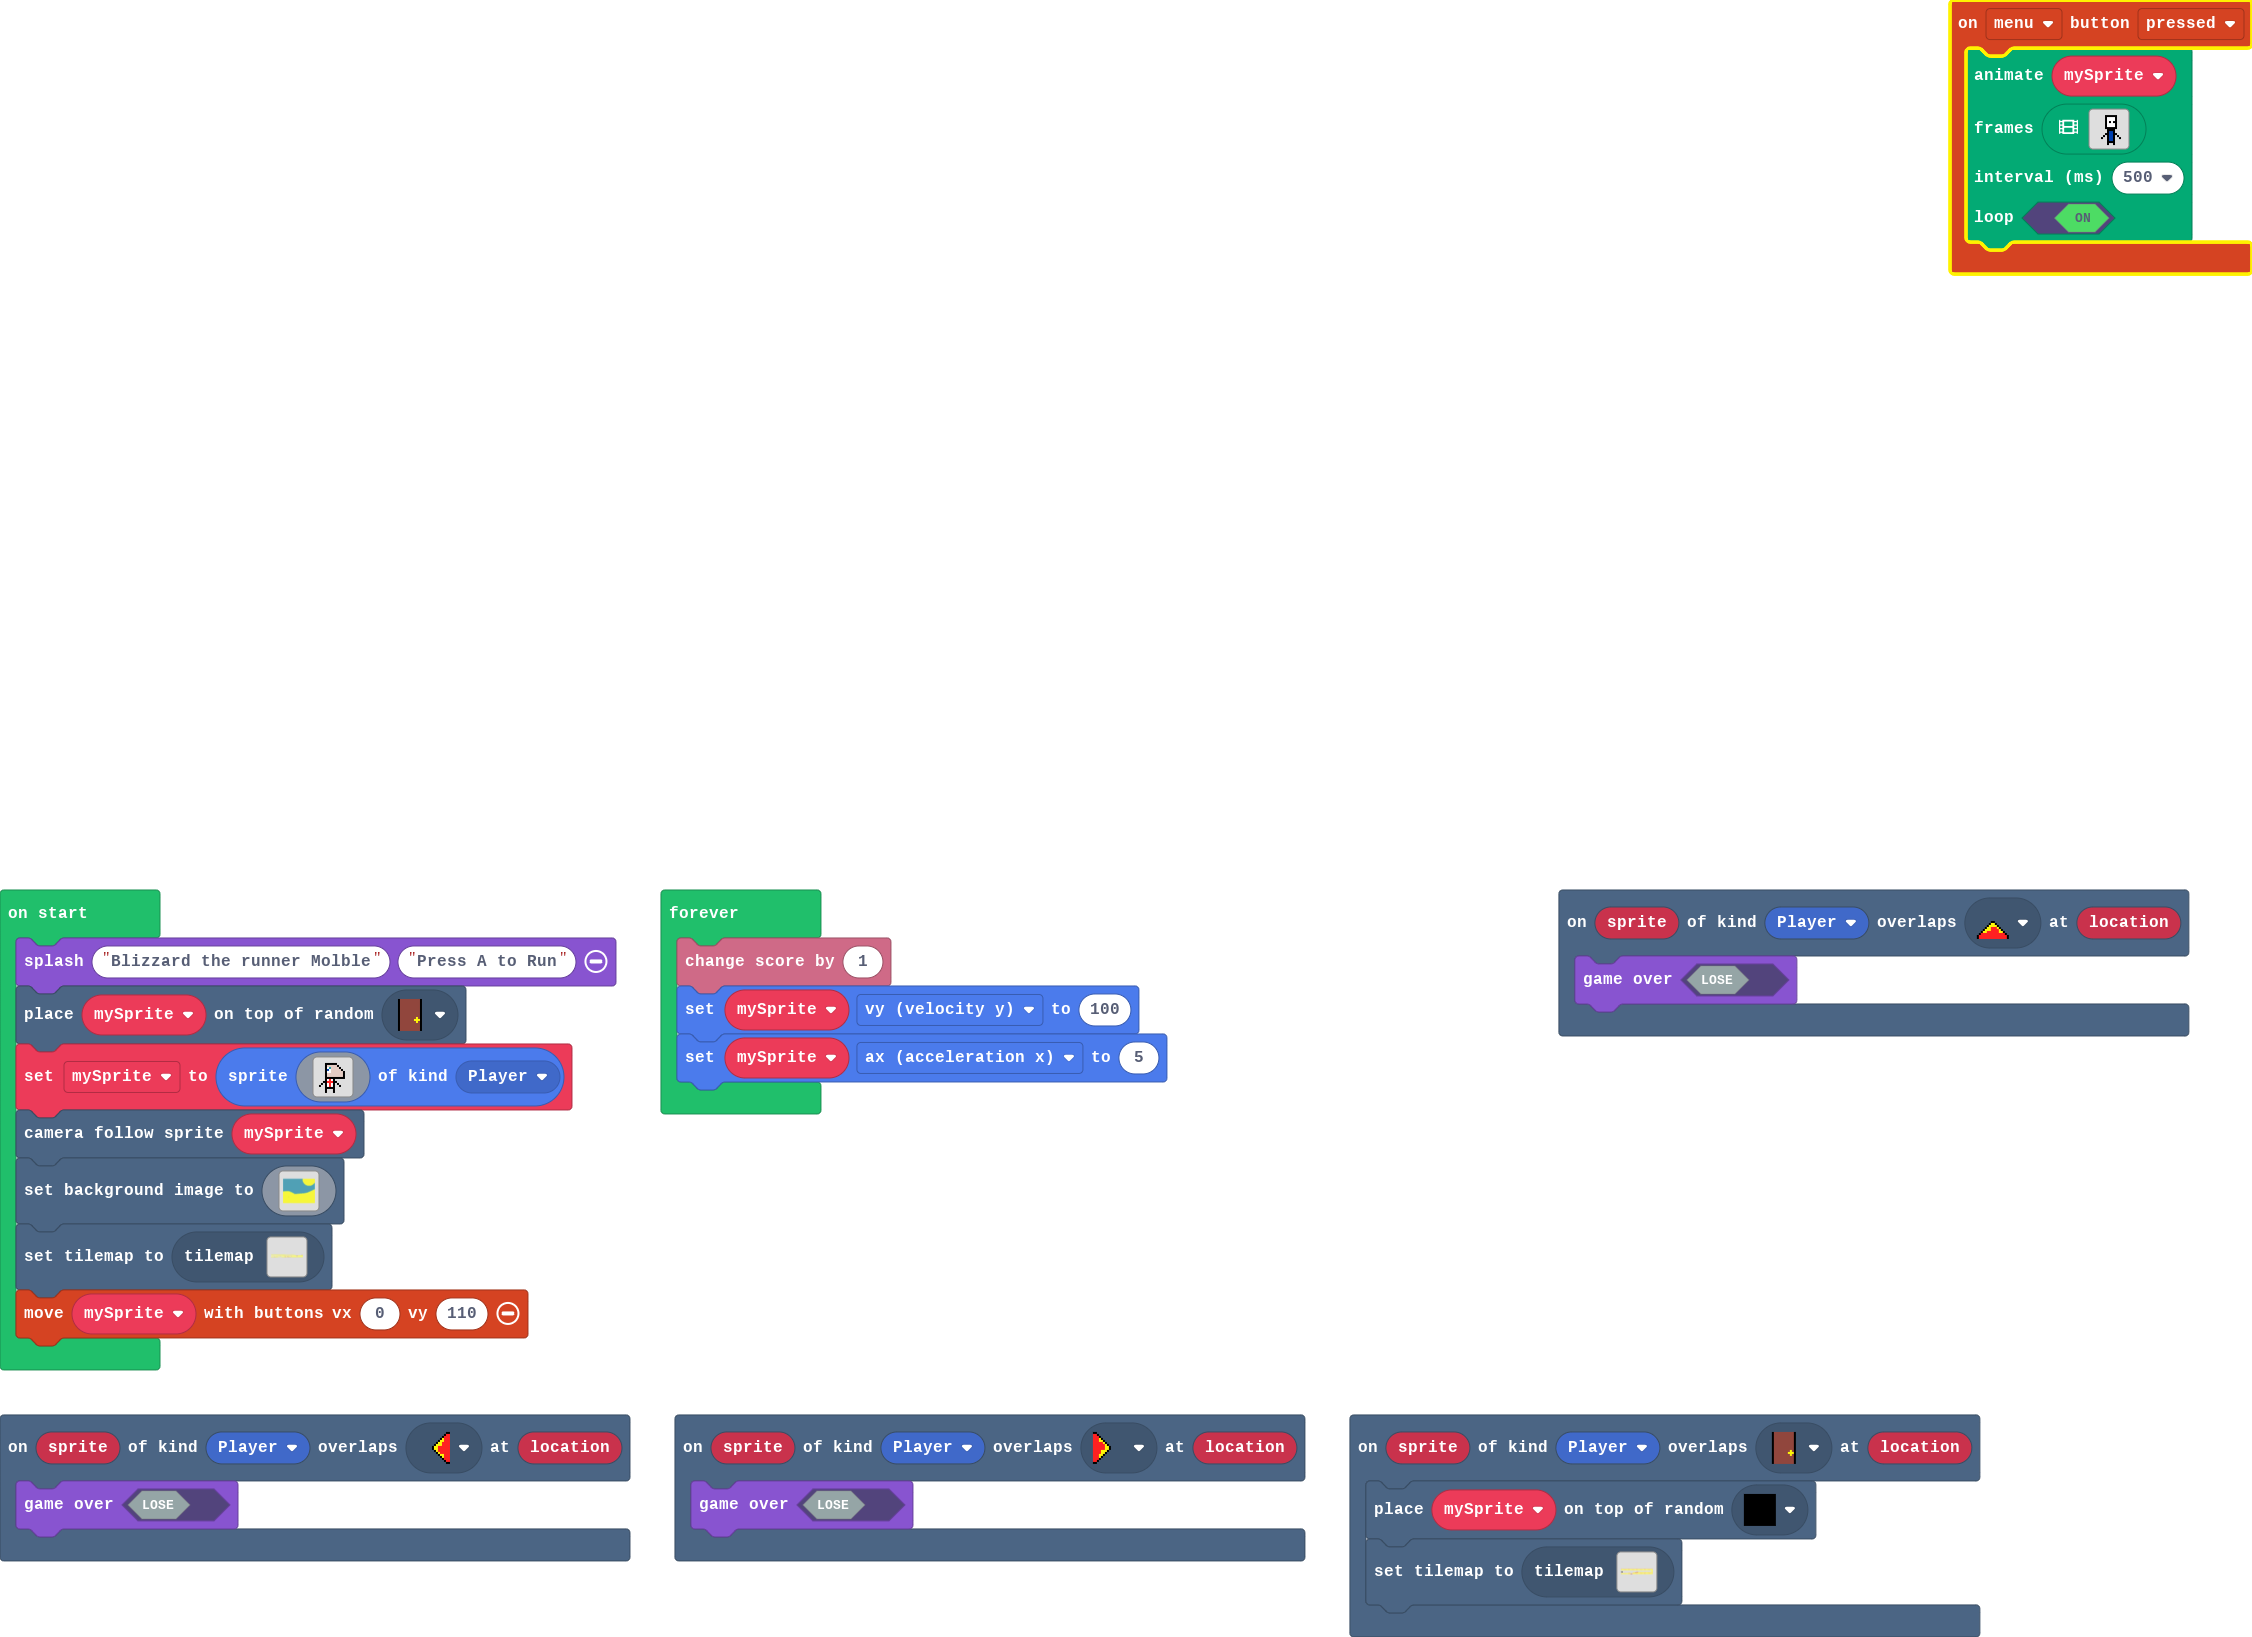 on menu button pressed
animate mySprite
frames
interval (ms) 500
loop ON
on start
splash "Blizzard the runner Molble" "Press A to Run"
place mySprite on top of random
set mySprite to sprite of kind Player
camera follow sprite mySprite
set background image to
set tilemap to tilemap
move mySprite with buttons vx 0 vy 110
forever
change score by 1
set mySprite vy (velocity y) to 100
set mySprite ax (acceleration x) to 5
on sprite of kind Player overlaps at location
game over LOSE
on sprite of kind Player overlaps at location
game over LOSE
on sprite of kind Player overlaps at location
game over LOSE
on sprite of kind Player overlaps at location
place mySprite on top of random
set tilemap to tilemap